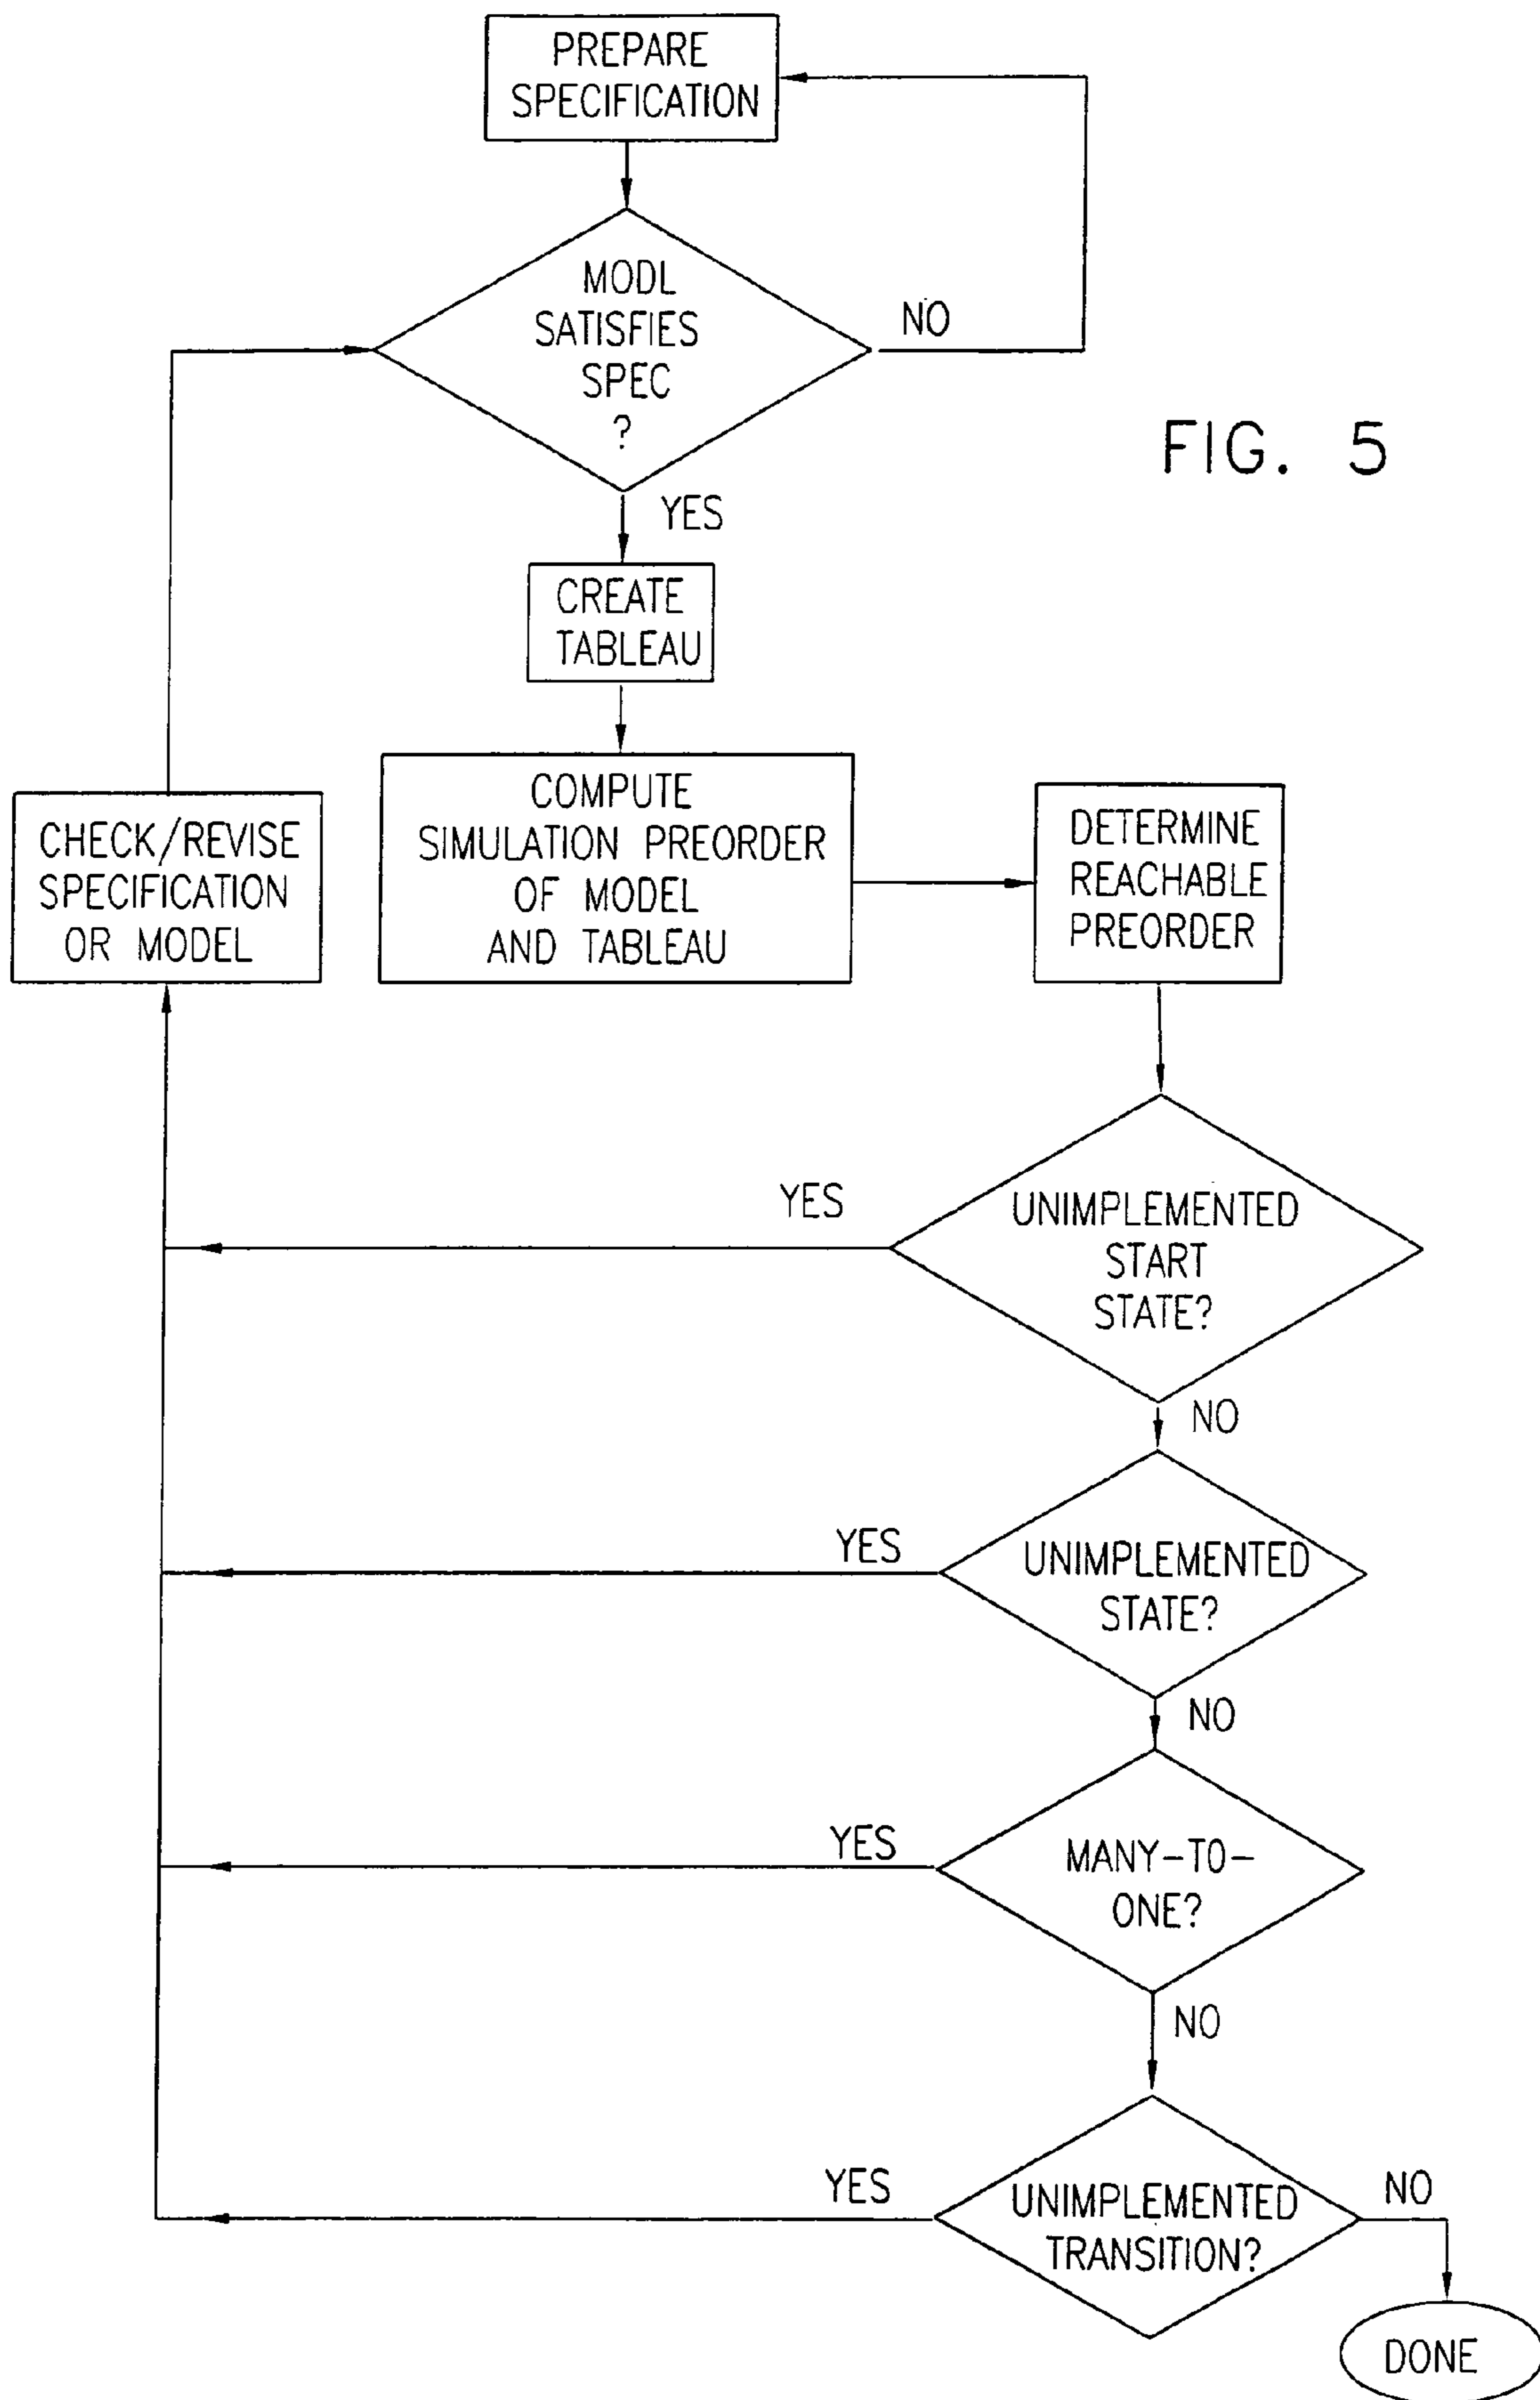 PREPARE
SPECIFICATION
MODL
SATISFIES
SPEC
?
NO
FIG. 5
YES
CREATE
TABLEAU
COMPUTE
SIMULATION PREORDER
OF MODEL
AND TABLEAU
DETERMINE
REACHABLE
PREORDER
CHECK/REVISE
SPECIFICATION
OR MODEL
YES
UNIMPLEMENTED
START
STATE?
NO
YES
UNIMPLEMENTED
STATE?
NO
YES
MANY-TO-
ONE?
NO
YES
UNIMPLEMENTED
TRANSITION?
NO
DONE